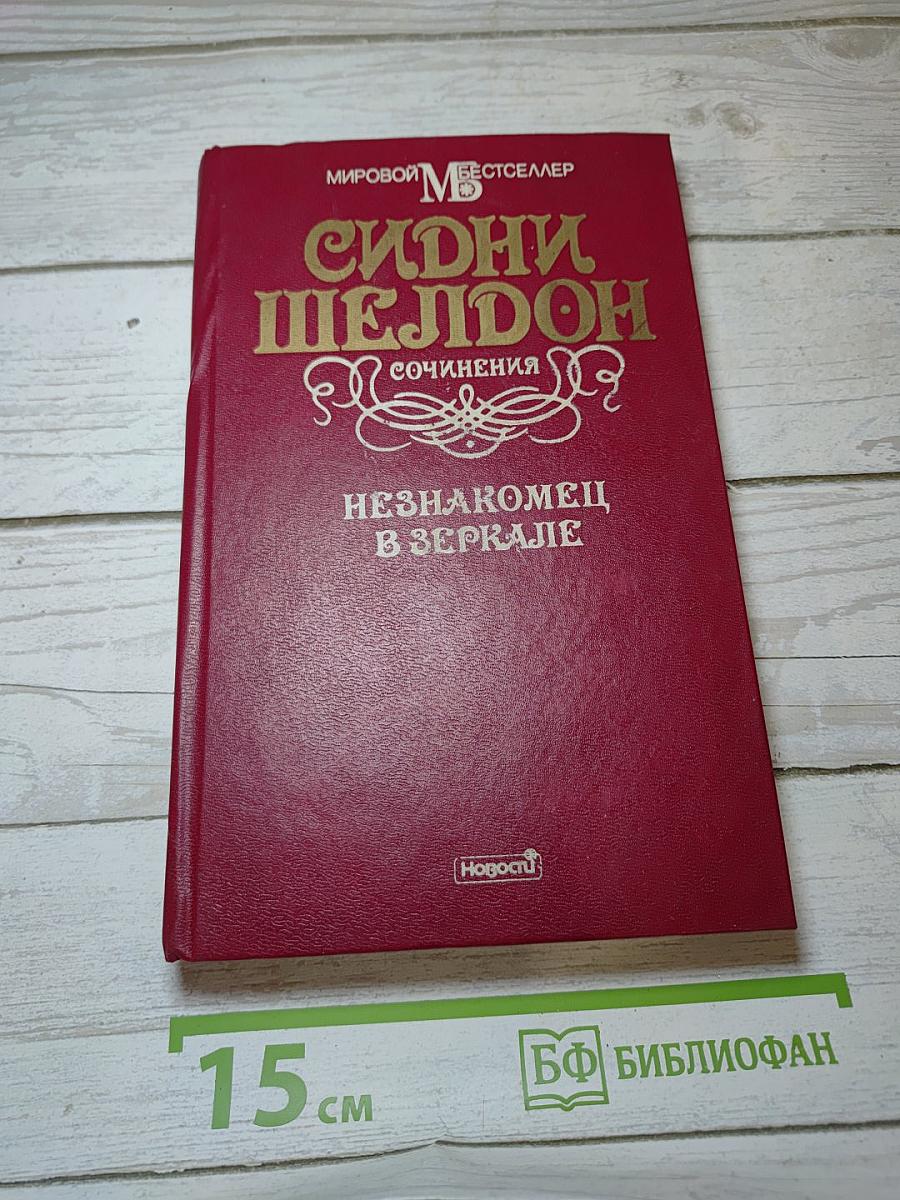 МИРОВОЙ МБ БЕСТСЕЛЛЕР
СИДНИ
ШЕЛДОН
СОЧИНЕНИЯ
НЕЗНАКОМЕЦ
В ЗЕРКАЛЕ
Новости
15 см
БФ БИБЛИОФАН